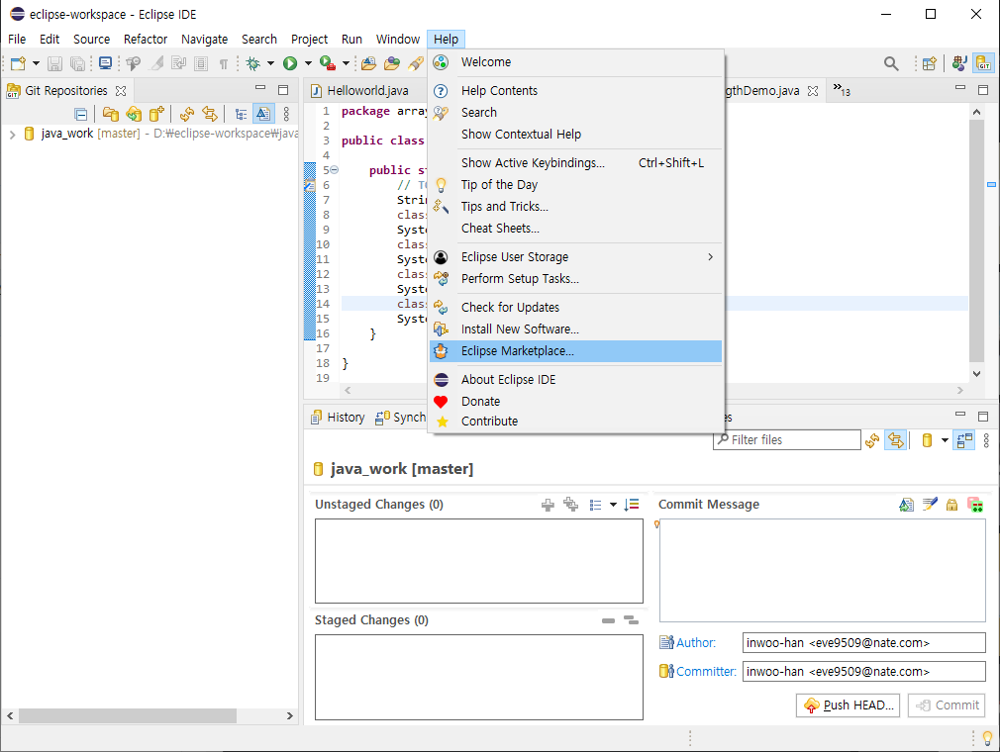 eclipse-workspace - Eclipse IDE
File Edit Source Refactor Navigate Search Project Run Window Help
Git Repositories
java_work [master] - D:₩eclipse-workspace₩java
Helloworld.java
gthDemo.java
»13
1 package array
2
3 public class
4
5 public st
6 // TO
7 Strin
8 class
9 Syste
10 class
11 Syste
12 class
13 Syste
14 class
15 Syste
16 }
17
18 }
19
Welcome
Help Contents
Search
Show Contextual Help
Show Active Keybindings... Ctrl+Shift+L
Tip of the Day
Tips and Tricks...
Cheat Sheets...
Eclipse User Storage
Perform Setup Tasks...
Check for Updates
Install New Software...
Eclipse Marketplace...
About Eclipse IDE
Donate
Contribute
History
Synch
es
Filter files
java_work [master]
Unstaged Changes (0)
Staged Changes (0)
Commit Message
Author: inwoo-han <eve9509@nate.com>
Committer: inwoo-han <eve9509@nate.com>
Push HEAD...
Commit